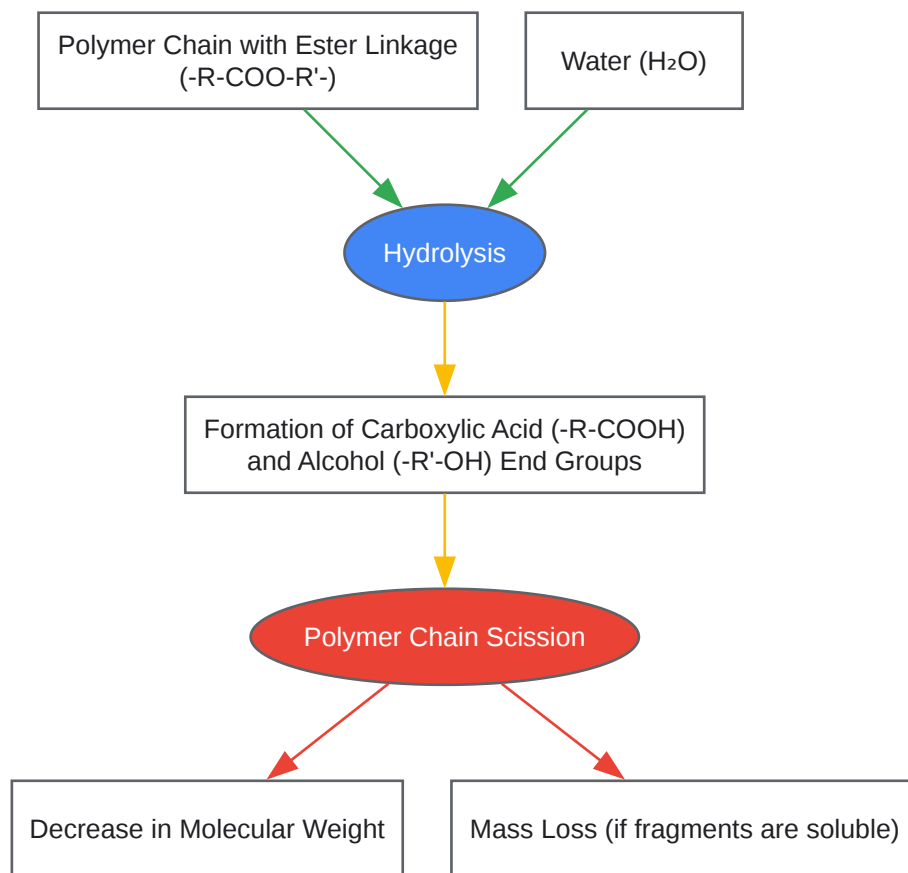 Polymer Chain with Ester Linkage
(-R-COO-R'-)
Water (H₂O)
Hydrolysis
Formation of Carboxylic Acid (-R-COOH)
and Alcohol (-R'-OH) End Groups
Polymer Chain Scission
Decrease in Molecular Weight
Mass Loss (if fragments are soluble)